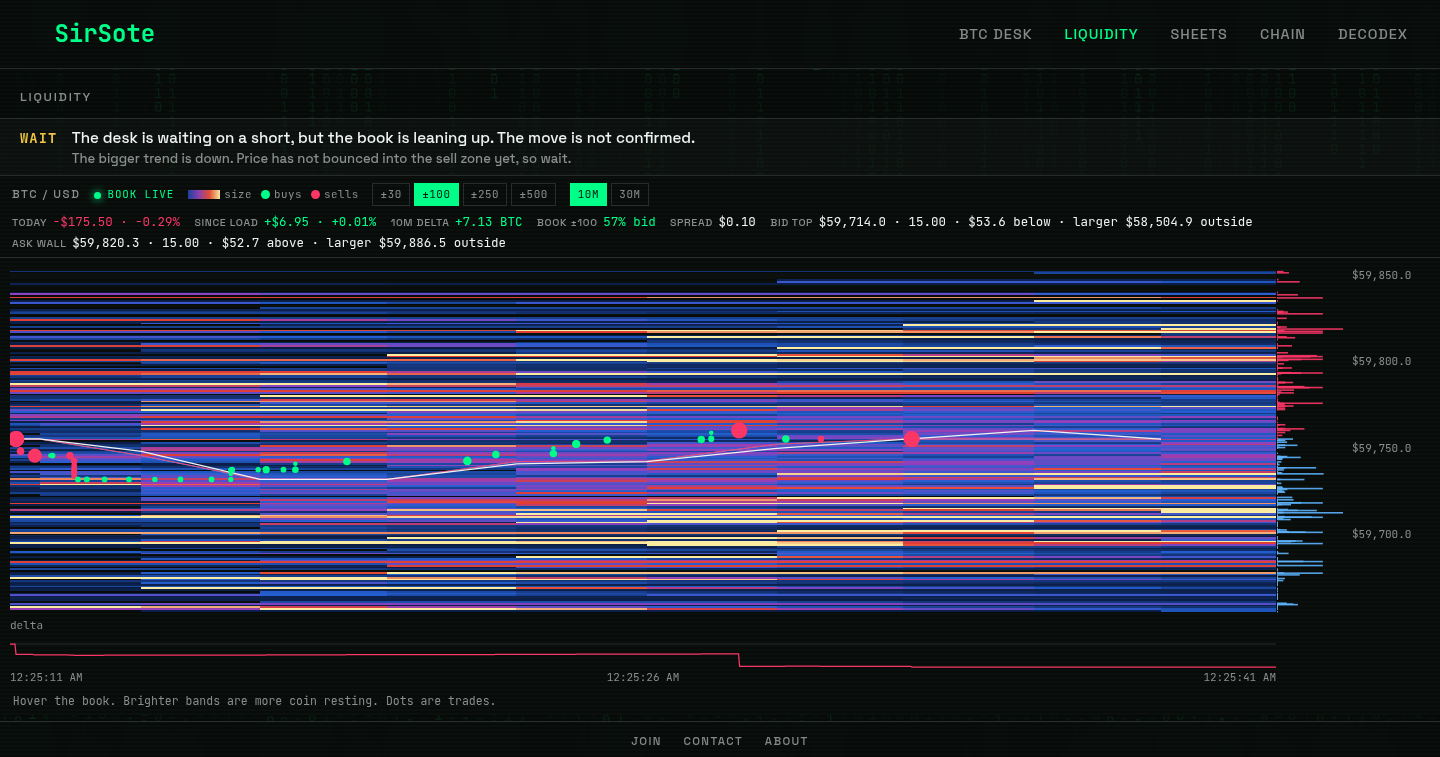 SirSote
BTC DESK LIQUIDITY SHEETS CHAIN DECODEX
LIQUIDITY
WAIT The desk is waiting on a short, but the book is leaning up. The move is not confirmed.
The bigger trend is down. Price has not bounced into the sell zone yet, so wait.
BTC / USD BOOK LIVE size buys sells ±30 ±100 ±250 ±500 10M 30M
TODAY -$175.50 · -0.29% SINCE LOAD +$6.95 · +0.01% 10M DELTA +7.13 BTC BOOK ±100 57% bid SPREAD $0.10 BID TOP $59,714.0 · 15.00 · $53.6 below · larger $58,504.9 outside
ASK WALL $59,820.3 · 15.00 · $52.7 above · larger $59,886.5 outside
$59,850.0
$59,800.0
$59,750.0
$59,700.0
delta
12:25:11 AM 12:25:26 AM 12:25:41 AM
Hover the book. Brighter bands are more coin resting. Dots are trades.
JOIN CONTACT ABOUT